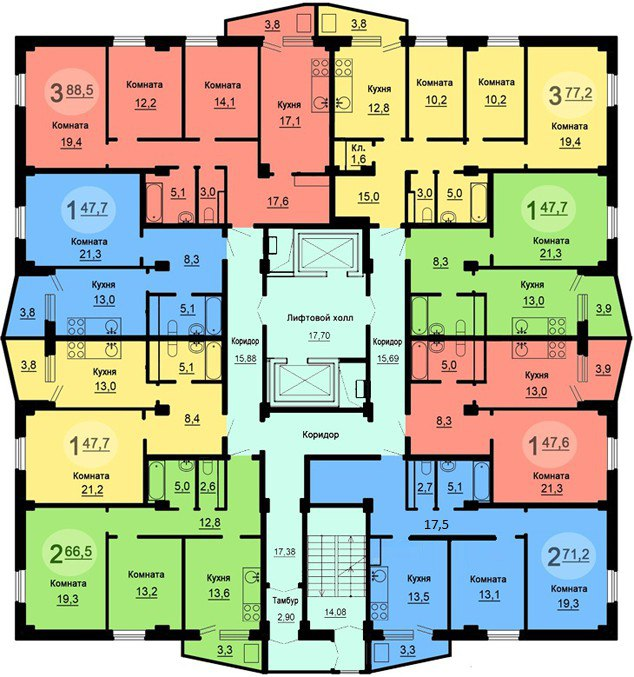 3,8
3,8
3 88,5
Комната
19,4
Комната
12,2
Комната
14,1
Кухня
17,1
Кухня
12,8
Комната
10,2
Комната
10,2
3 77,2
Комната
19,4
Кл.
1,6
5,1
3,0
17,6
15,0
3,0
5,0
1 47,7
Комната
21,3
8,3
8,3
1 47,7
Комната
21,3
3,8
Кухня
13,0
5,1
Лифтовой холл
17,70
Кухня
13,0
3,9
Коридор
15,88
Коридор
15,69
3,8
Кухня
13,0
5,1
5,0
Кухня
13,0
3,9
8,4
8,3
1 47,7
Комната
21,2
Коридор
1 47,6
Комната
21,3
5,0
2,6
2,7
5,1
12,8
17,5
2 66,5
Комната
19,3
Комната
13,2
Кухня
13,6
17,38
Тамбур
2,90
14,08
Кухня
13,5
Комната
13,1
2 71,2
Комната
19,3
3,3
3,3